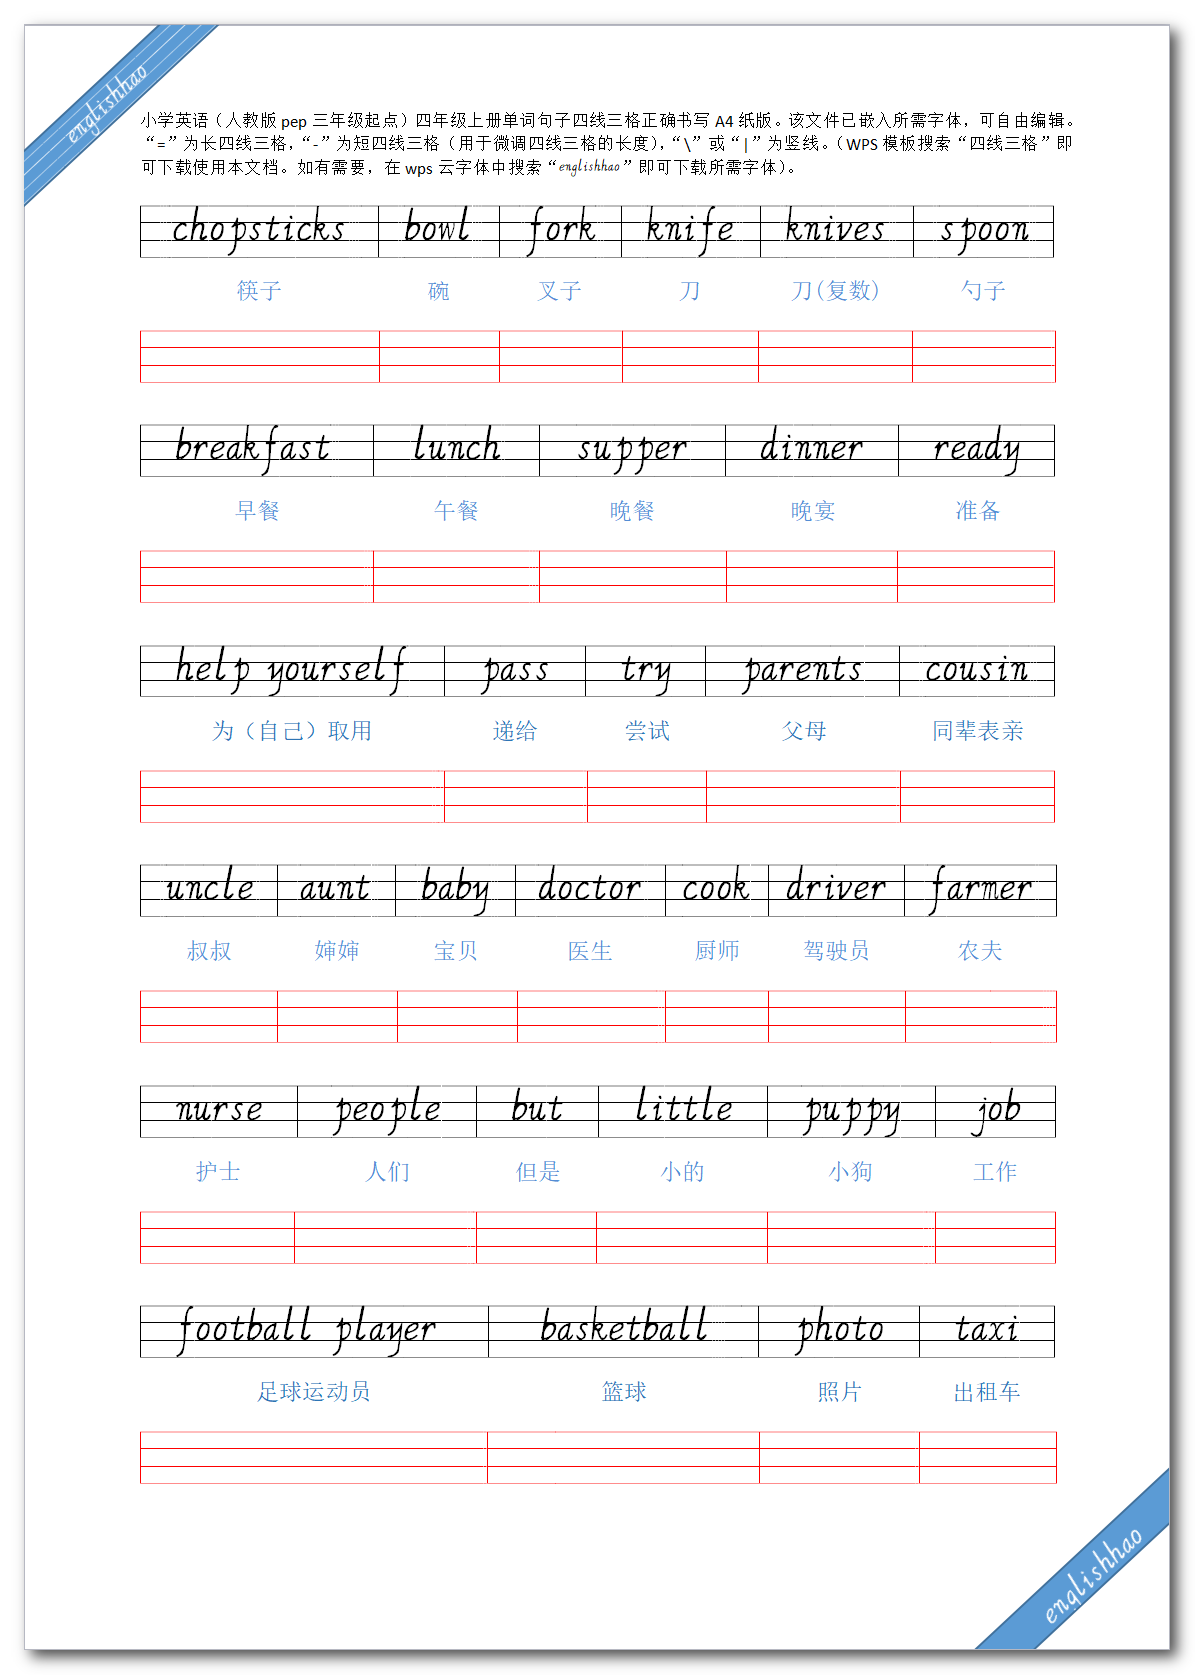 englishhao
小学英语（人教版 pep 三年级起点）四年级上册单词句子四线三格正确书写 A4 纸版。该文件已嵌入所需字体，可自由编辑。
“=”为长四线三格，“-”为短四线三格（用于微调四线三格的长度），“\”或“|”为竖线。（WPS 模板搜索“四线三格”即
可下载使用本文档。如有需要，在 wps 云字体中搜索“englishhao”即可下载所需字体）。
chopsticks bowl fork knife knives spoon
筷子 碗 叉子 刀 刀(复数) 勺子
breakfast lunch supper dinner ready
早餐 午餐 晚餐 晚宴 准备
help yourself pass try parents cousin
为（自己）取用 递给 尝试 父母 同辈表亲
uncle aunt baby doctor cook driver farmer
叔叔 婶婶 宝贝 医生 厨师 驾驶员 农夫
nurse people but little puppy job
护士 人们 但是 小的 小狗 工作
football player basketball photo taxi
足球运动员 篮球 照片 出租车
englishhao